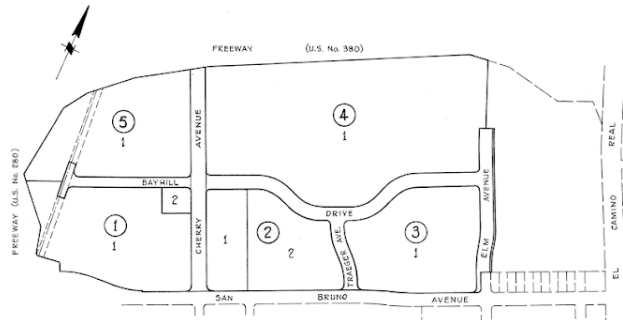 FREEWAY (U.S. No. 380)
5
1
4
1
AVENUE
FREEWAY (U.S. No. 280)
BAYHILL
2
1
1
CHERRY
1
2
2
DRIVE
TRAEGER AVE.
3
1
ELM AVENUE
EL CAMINO REAL
SAN BRUNO AVENUE